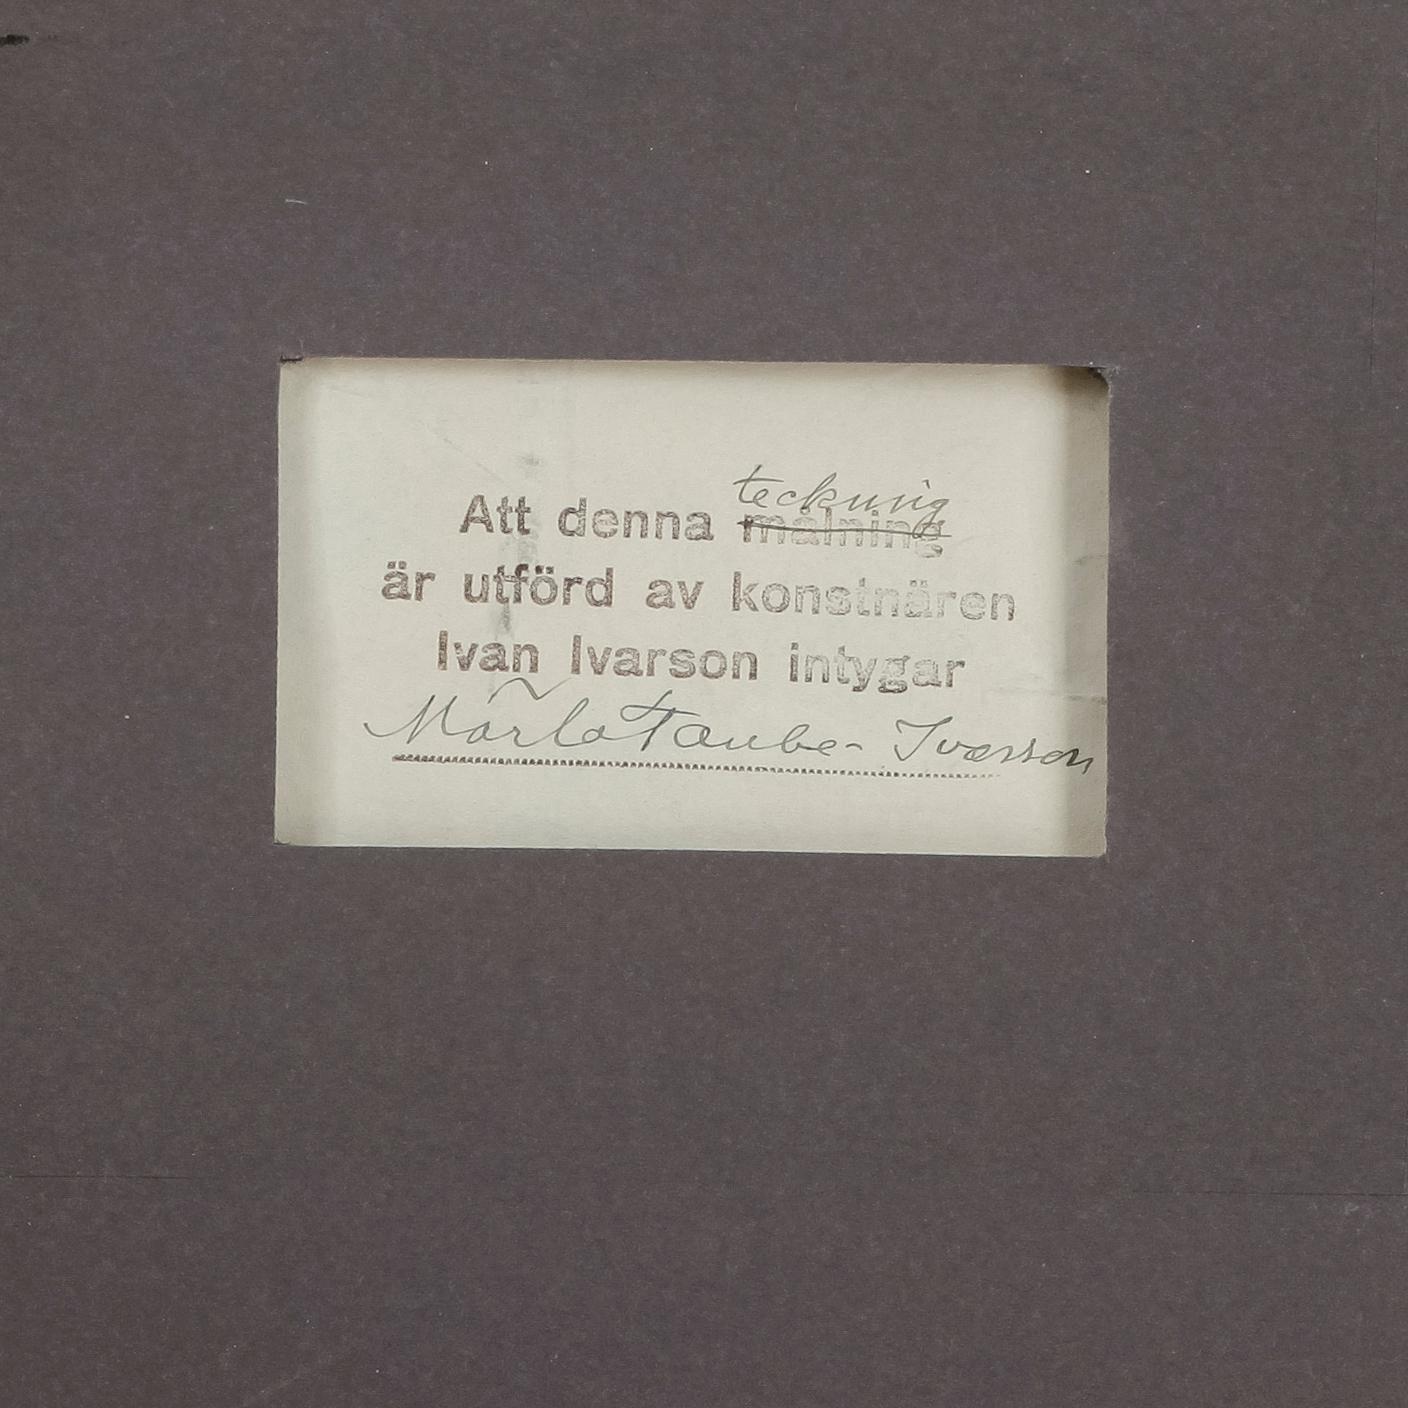 teckning
Att denna målning
är utförd av konstnären
Ivan Ivarson intygar
Märta Taube-Ivarson